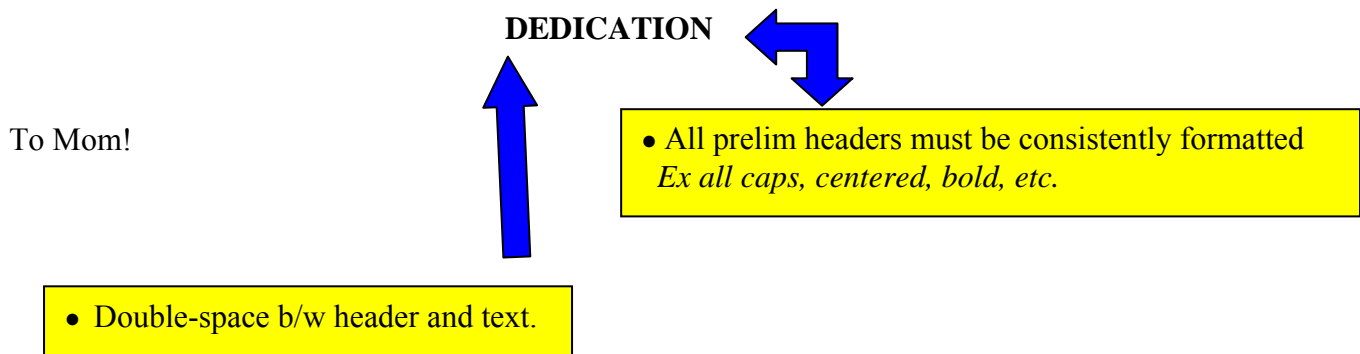 DEDICATION
To Mom!
• All prelim headers must be consistently formatted
Ex all caps, centered, bold, etc.
• Double-space b/w header and text.